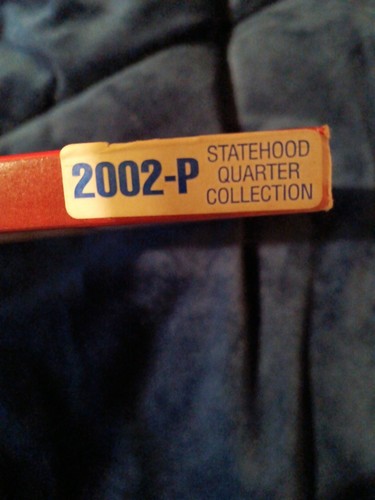 2002-P
STATEHOOD
QUARTER
COLLECTION